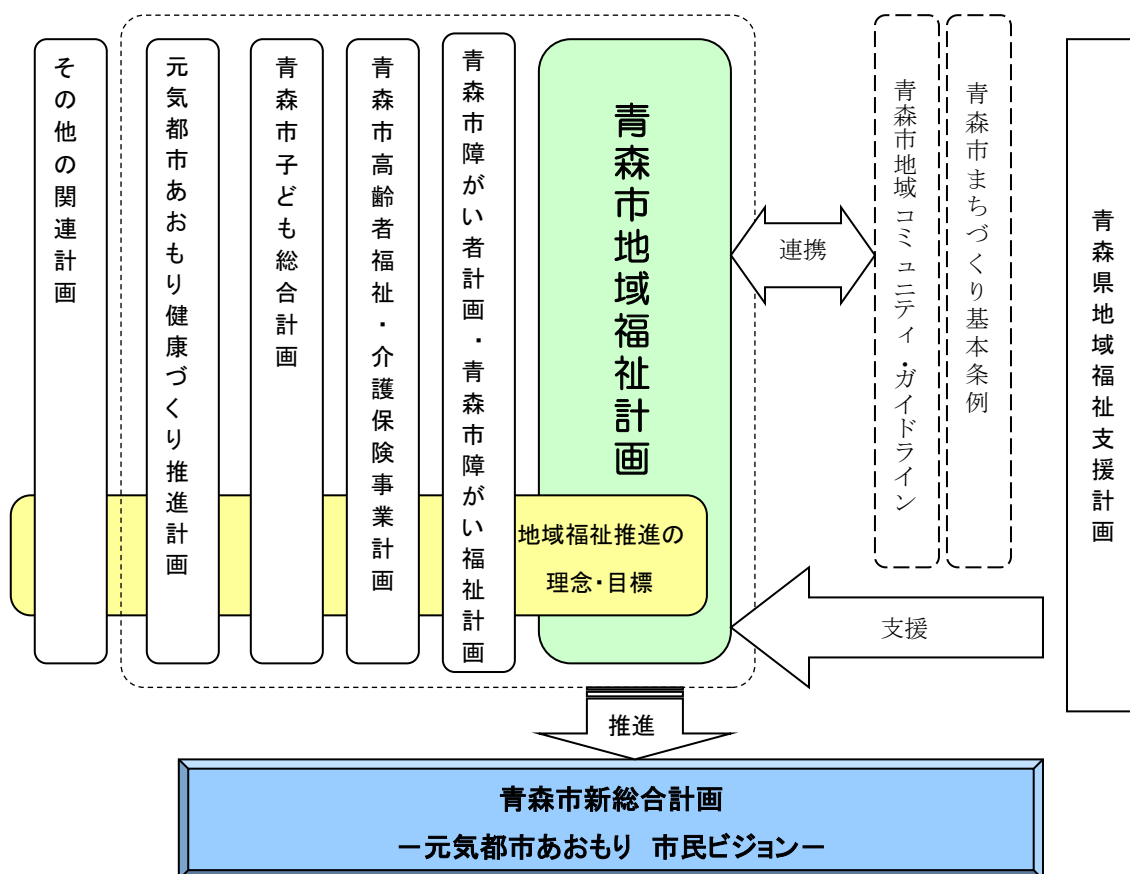 その他の関連計画
元気都市あおもり健康づくり推進計画
青森市子ども総合計画
青森市高齢者福祉・介護保険事業計画
青森市障がい者計画・青森市障がい福祉計画
青森市地域福祉計画
地域福祉推進の
理念・目標
連携
青森市地域コミュニティ・ガイドライン
青森市まちづくり基本条例
青森県地域福祉支援計画
支援
推進
青森市新総合計画
－元気都市あおもり　市民ビジョン－